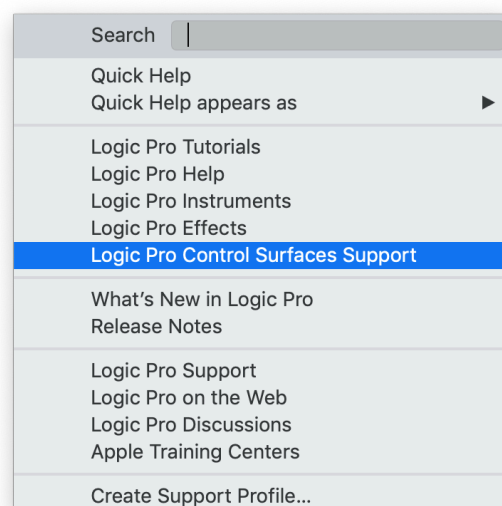 Search
Quick Help
Quick Help appears as
Logic Pro Tutorials
Logic Pro Help
Logic Pro Instruments
Logic Pro Effects
Logic Pro Control Surfaces Support
What’s New in Logic Pro
Release Notes
Logic Pro Support
Logic Pro on the Web
Logic Pro Discussions
Apple Training Centers
Create Support Profile...